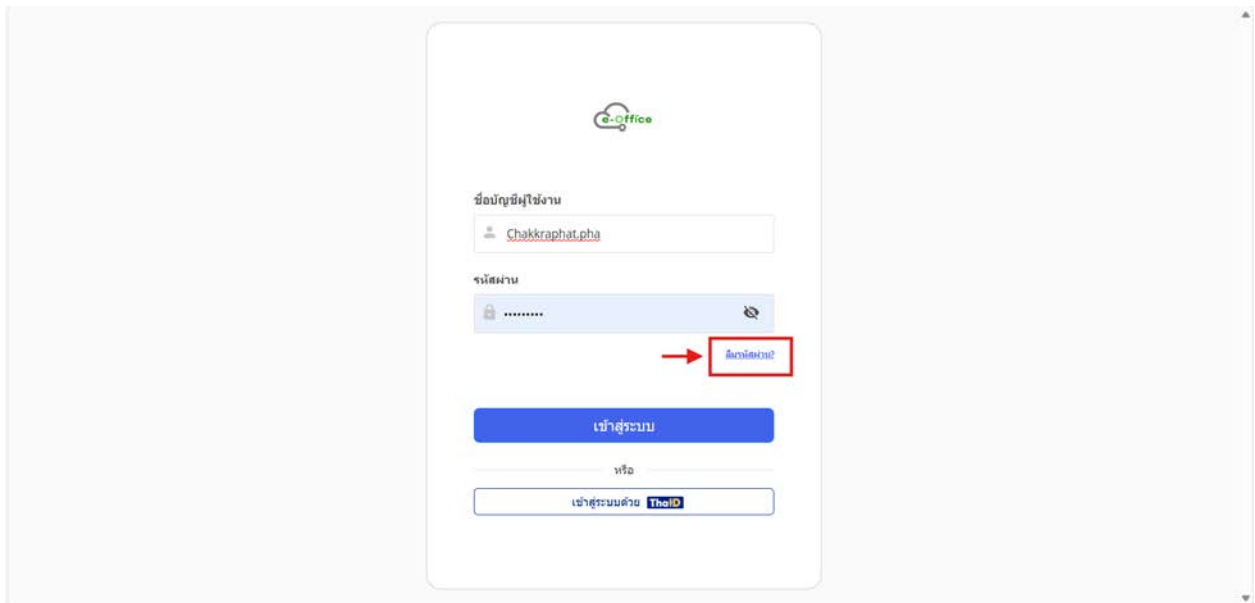 e-Office
ชื่อบัญชีผู้ใช้งาน
Chakkraphat.pha
รหัสผ่าน
•••••••••
ลืมรหัสผ่าน?
เข้าสู่ระบบ
หรือ
เข้าสู่ระบบด้วย ThaID